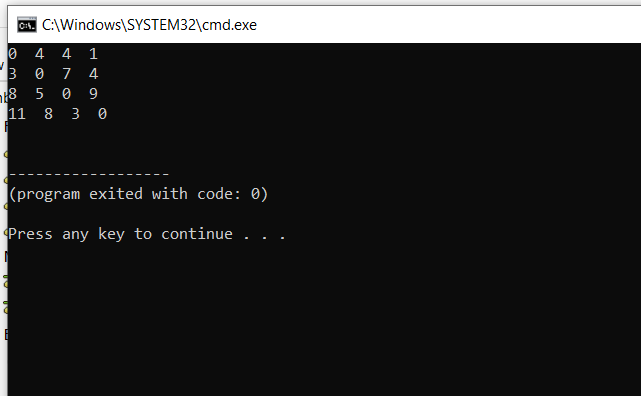 C:\Windows\SYSTEM32\cmd.exe
0  4  4  1
3  0  7  4
8  5  0  9
11  8  3  0
------------------
(program exited with code: 0)
Press any key to continue . . .